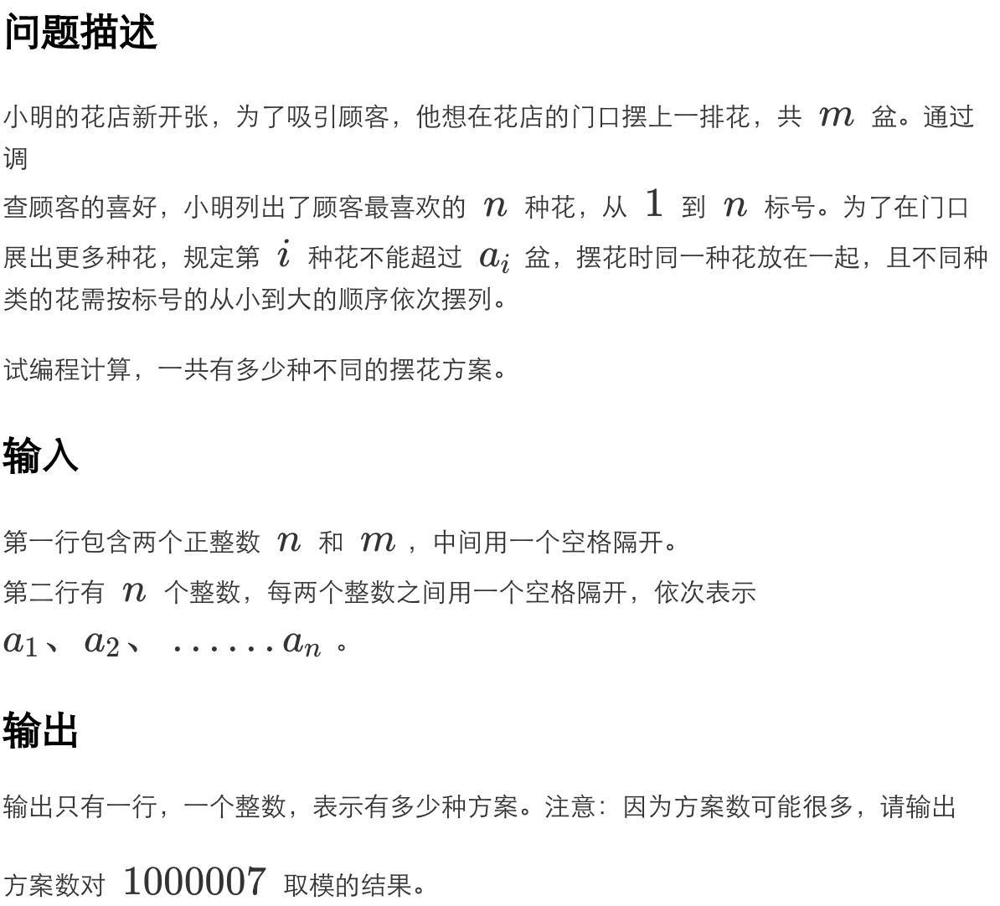 问题描述
小明的花店新开张，为了吸引顾客，他想在花店的门口摆上一排花，共 m 盆。通过
调
查顾客的喜好，小明列出了顾客最喜欢的 n 种花，从 1 到 n 标号。为了在门口
展出更多种花，规定第 i 种花不能超过 aᵢ 盆，摆花时同一种花放在一起，且不同种
类的花需按标号的从小到大的顺序依次摆列。
试编程计算，一共有多少种不同的摆花方案。
输入
第一行包含两个正整数 n 和 m ，中间用一个空格隔开。
第二行有 n 个整数，每两个整数之间用一个空格隔开，依次表示
a₁、a₂、......aₙ 。
输出
输出只有一行，一个整数，表示有多少种方案。注意：因为方案数可能很多，请输出
方案数对 1000007 取模的结果。